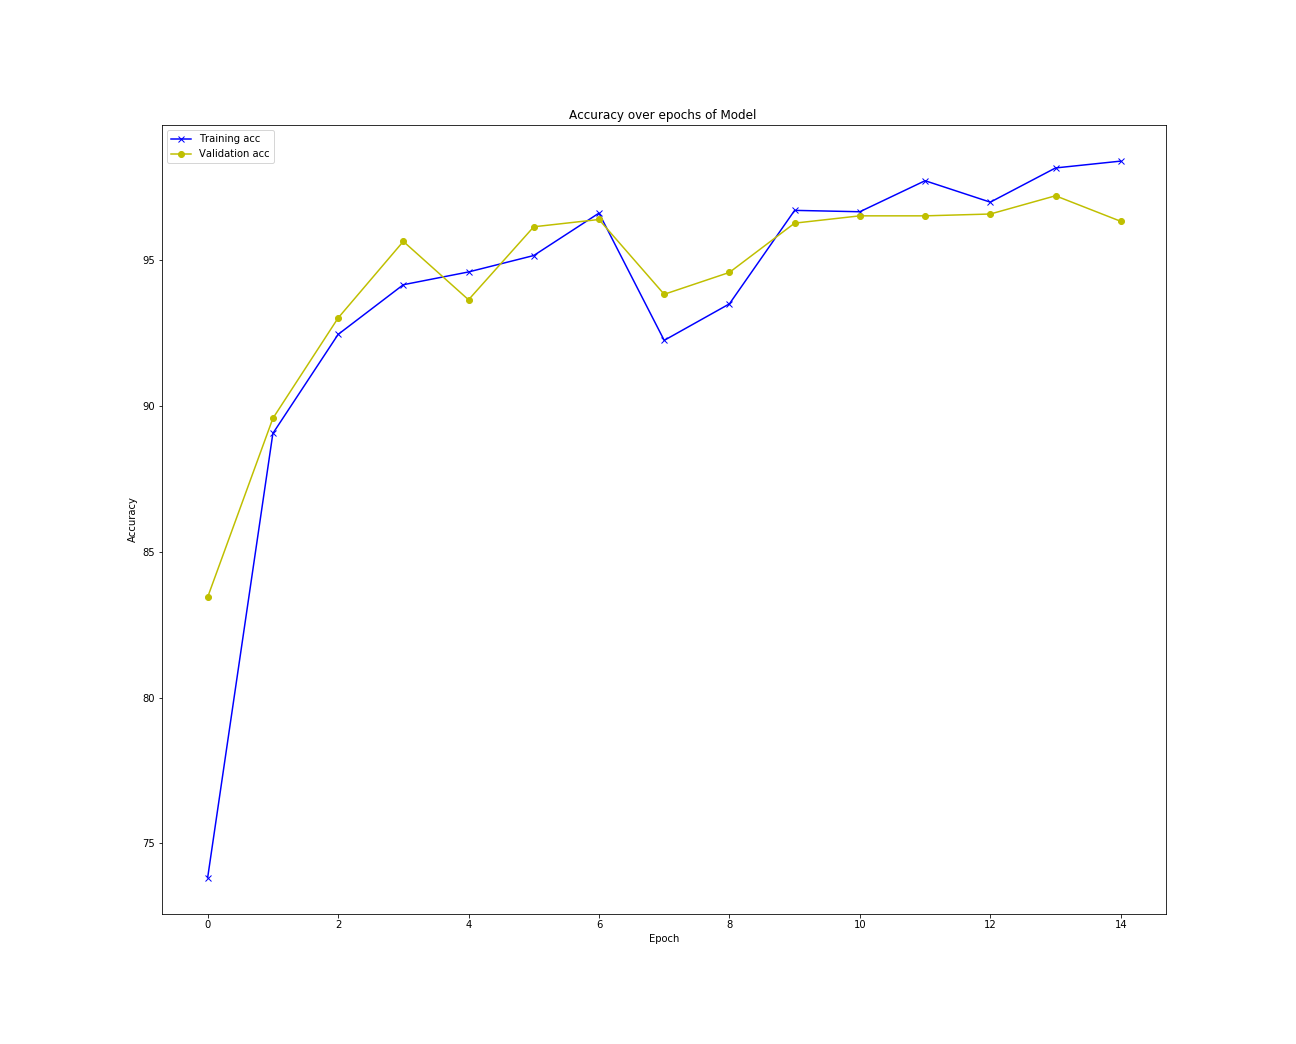 Accuracy over epochs of Model
Training acc
Validation acc
95
90
85
80
75
Accuracy
0 2 4 6 8 10 12 14
Epoch